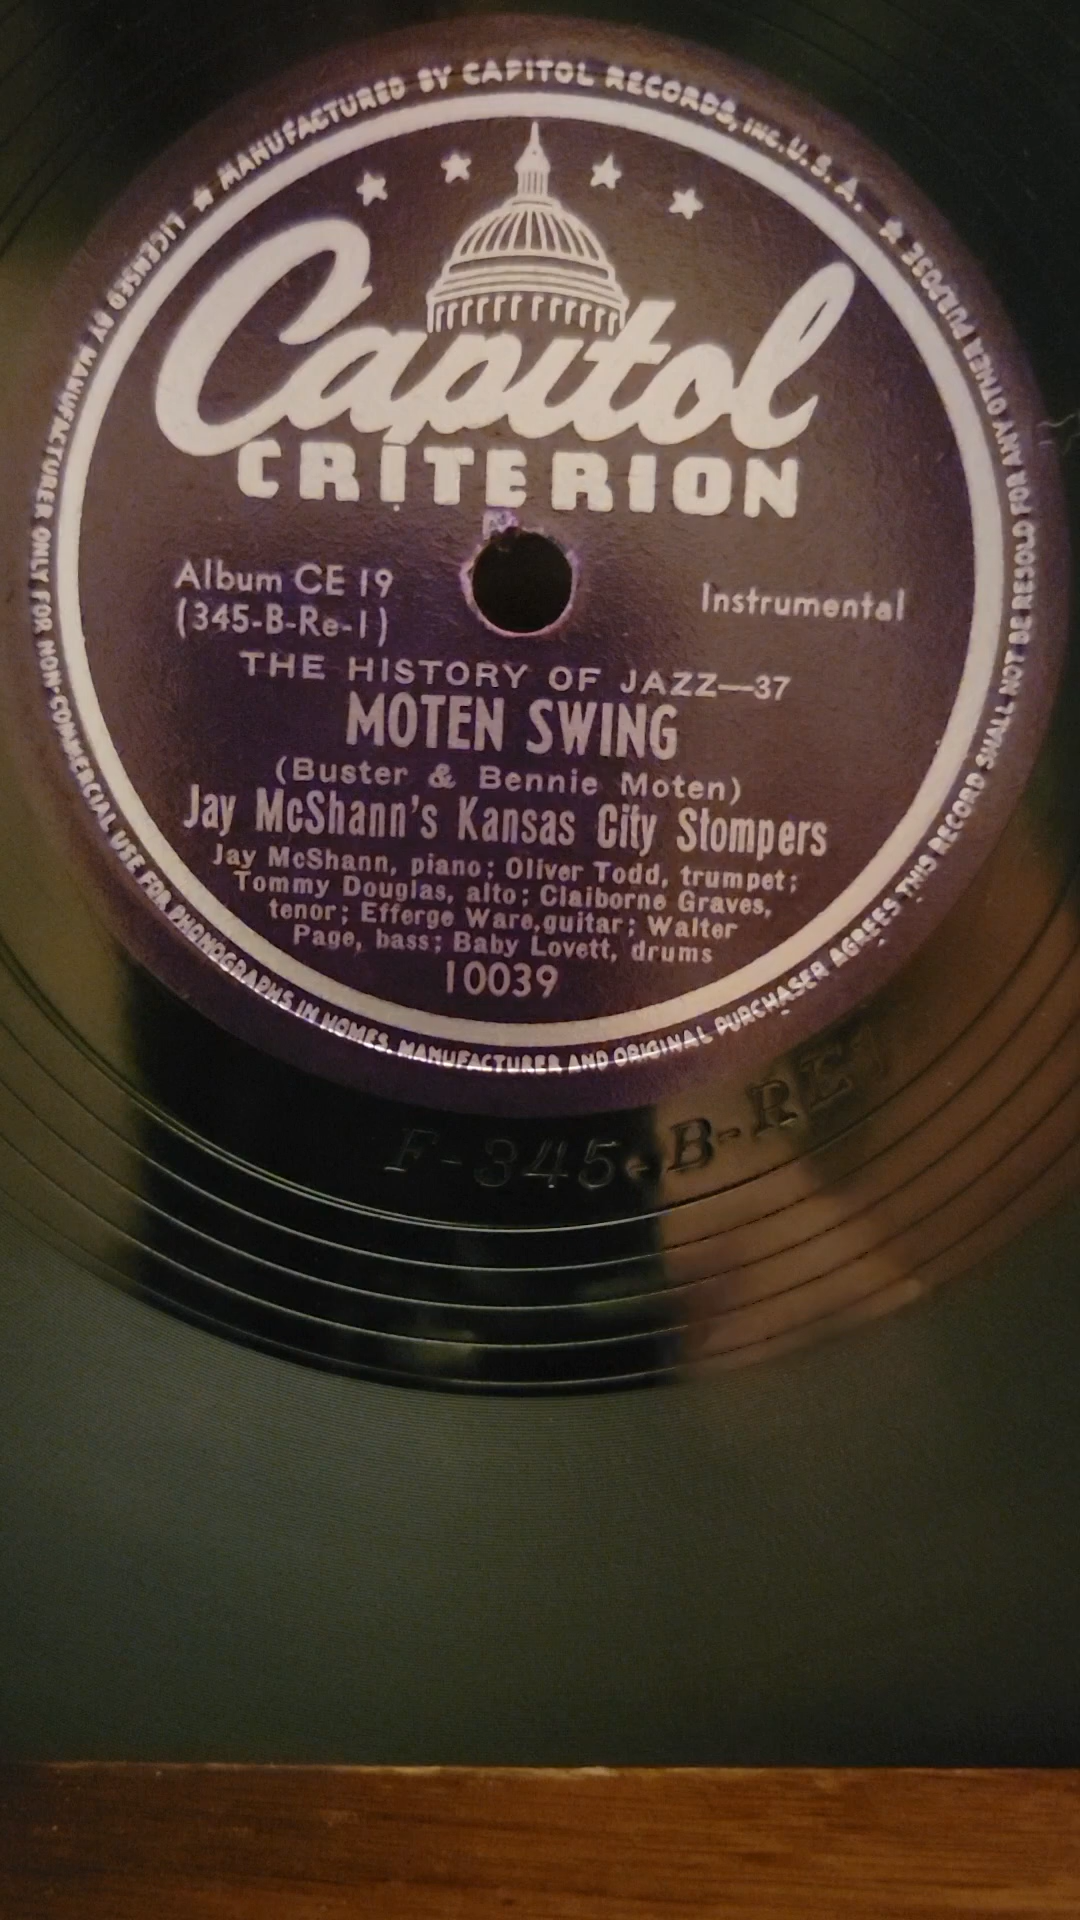 ★ MANUFACTURED BY CAPITOL RECORDS, INC. U.S.A. ★
LICENSED BY MANUFACTURER ONLY FOR NON-COMMERCIAL USE FOR PHONOGRAPHS IN HOMES. MANUFACTURER AND ORIGINAL PURCHASER AGREES THIS RECORD SHALL NOT BE RESOLD FOR ANY OTHER PURPOSE
Capitol
CRITERION
Album CE 19
(345-B-Re-1)
Instrumental
THE HISTORY OF JAZZ—37
MOTEN SWING
(Buster & Bennie Moten)
Jay McShann's Kansas City Stompers
Jay McShann, piano; Oliver Todd, trumpet;
Tommy Douglas, alto; Claiborne Graves,
tenor; Efferge Ware, guitar; Walter
Page, bass; Baby Lovett, drums
10039
F-345-B-RE1